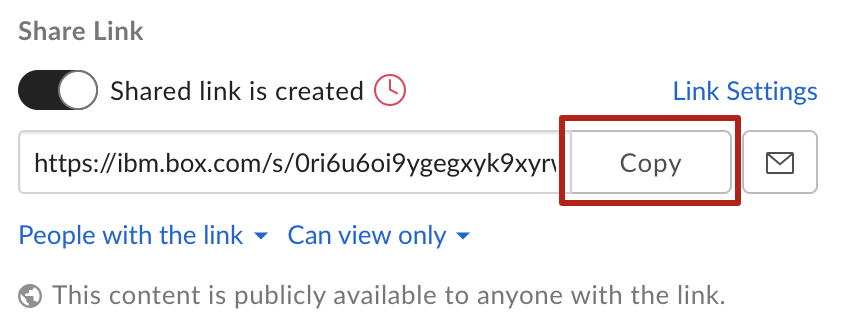 Share Link
Shared link is created
Link Settings
https://ibm.box.com/s/0ri6u6oi9ygegxyk9xyr
Copy
People with the link
Can view only
This content is publicly available to anyone with the link.